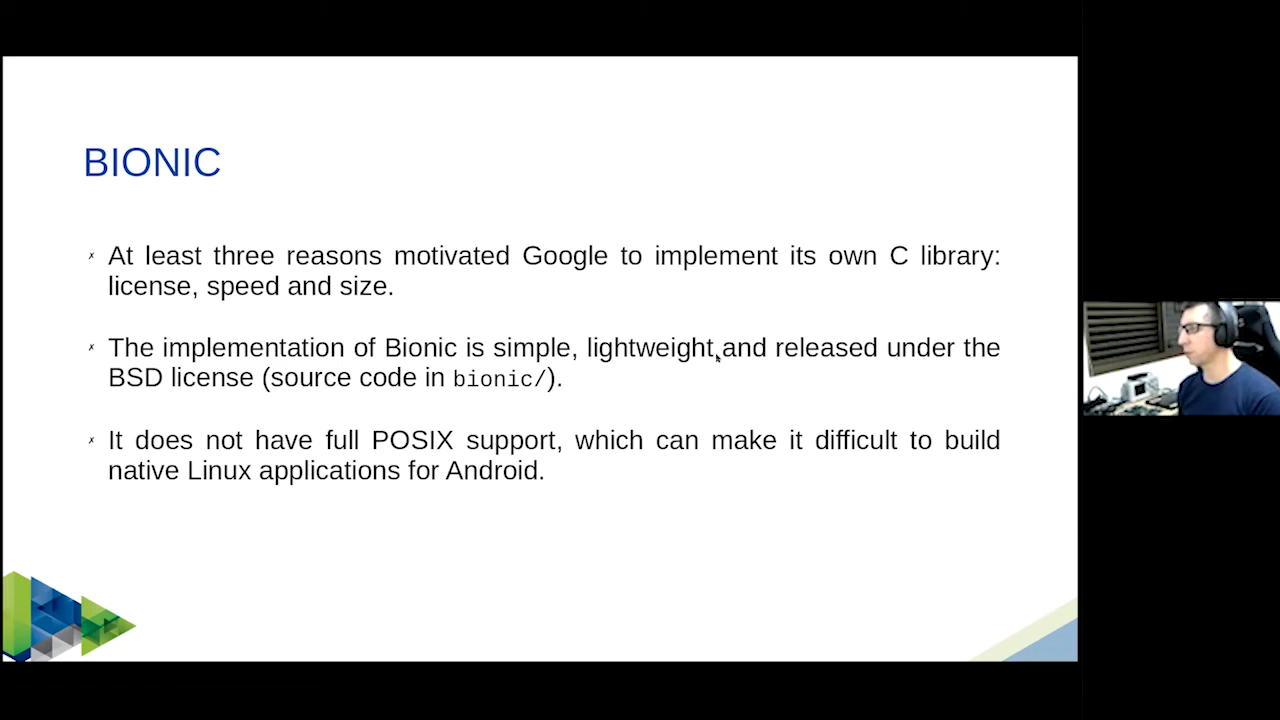 BIONIC
At least three reasons motivated Google to implement its own C library:
license, speed and size.
The implementation of Bionic is simple, lightweight and released under the
BSD license (source code in bionic/).
It does not have full POSIX support, which can make it difficult to build
native Linux applications for Android.